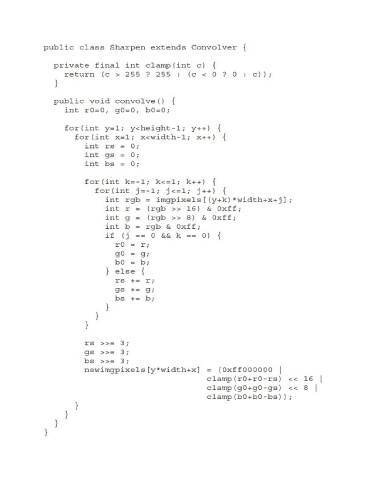 public class Sharpen extends Convolver {
private final int clamp(int c) {
return (c > 255 ? 255 : (c < 0 ? 0 : c));
}
public void convolve() {
int r0=0, g0=0, b0=0;
for(int y=1; y<height-1; y++) {
for(int x=1; x<width-1; x++) {
int rs = 0;
int gs = 0;
int bs = 0;
for(int k=-1; k<=1; k++) {
for(int j=-1; j<=1; j++) {
int rgb = imgpixels[(y+k)*width+x+j];
int r = (rgb >> 16) & 0xff;
int g = (rgb >> 8) & 0xff;
int b = rgb & 0xff;
if (j == 0 && k == 0) {
r0 = r;
g0 = g;
b0 = b;
} else {
rs += r;
gs += g;
bs += b;
}
}
}
rs >>= 3;
gs >>= 3;
bs >>= 3;
newimgpixels[y*width+x] = (0xff000000 |
clamp(r0+r0-rs) << 16 |
clamp(g0+g0-gs) << 8 |
clamp(b0+b0-bs));
}
}
}
}